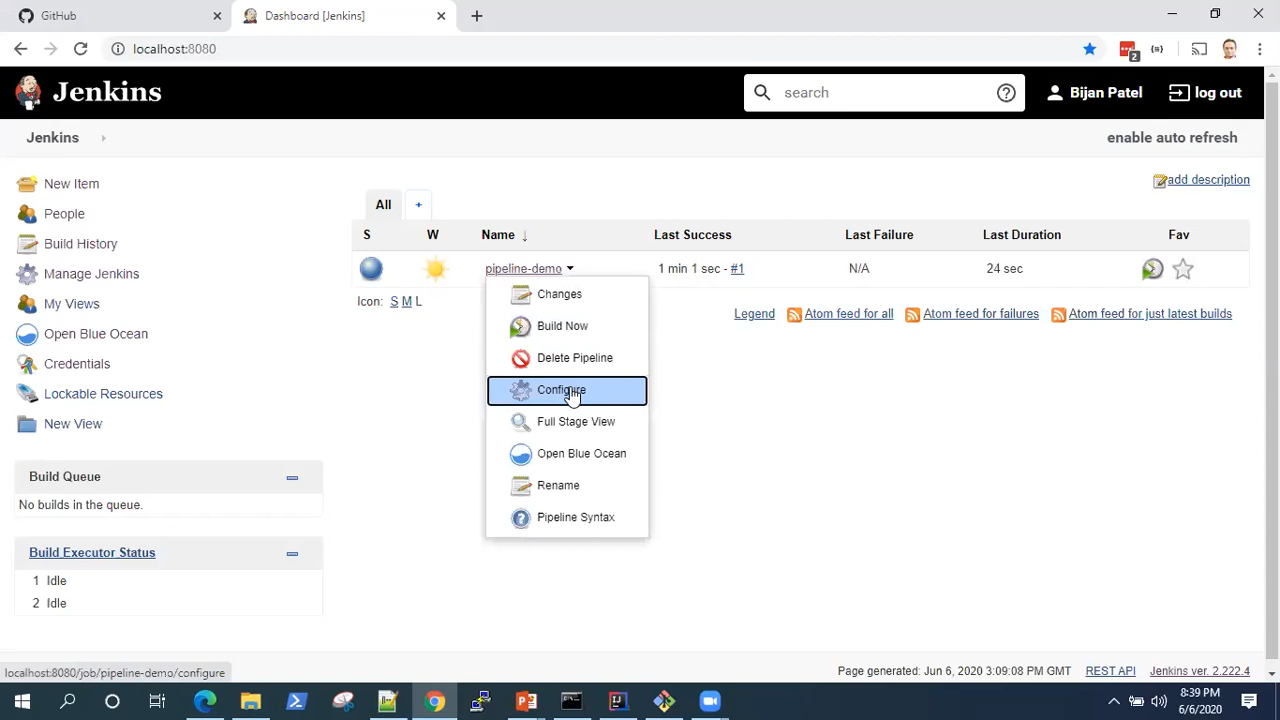 GitHub
Dashboard [Jenkins]
localhost:8080
2
Jenkins
search
Bijan Patel
log out
Jenkins
enable auto refresh
New Item
People
Build History
Manage Jenkins
My Views
Open Blue Ocean
Credentials
Lockable Resources
New View
Build Queue
No builds in the queue.
Build Executor Status
1 Idle
2 Idle
add description
All +
S W Name ↓ Last Success Last Failure Last Duration Fav
pipeline-demo 1 min 1 sec - #1 N/A 24 sec
Icon: S M L
Legend Atom feed for all Atom feed for failures Atom feed for just latest builds
Changes
Build Now
Delete Pipeline
Configure
Full Stage View
Open Blue Ocean
Rename
Pipeline Syntax
localhost:8080/job/pipeline-demo/configure
Page generated: Jun 6, 2020 3:09:08 PM GMT REST API Jenkins ver. 2.222.4
8:39 PM
6/6/2020